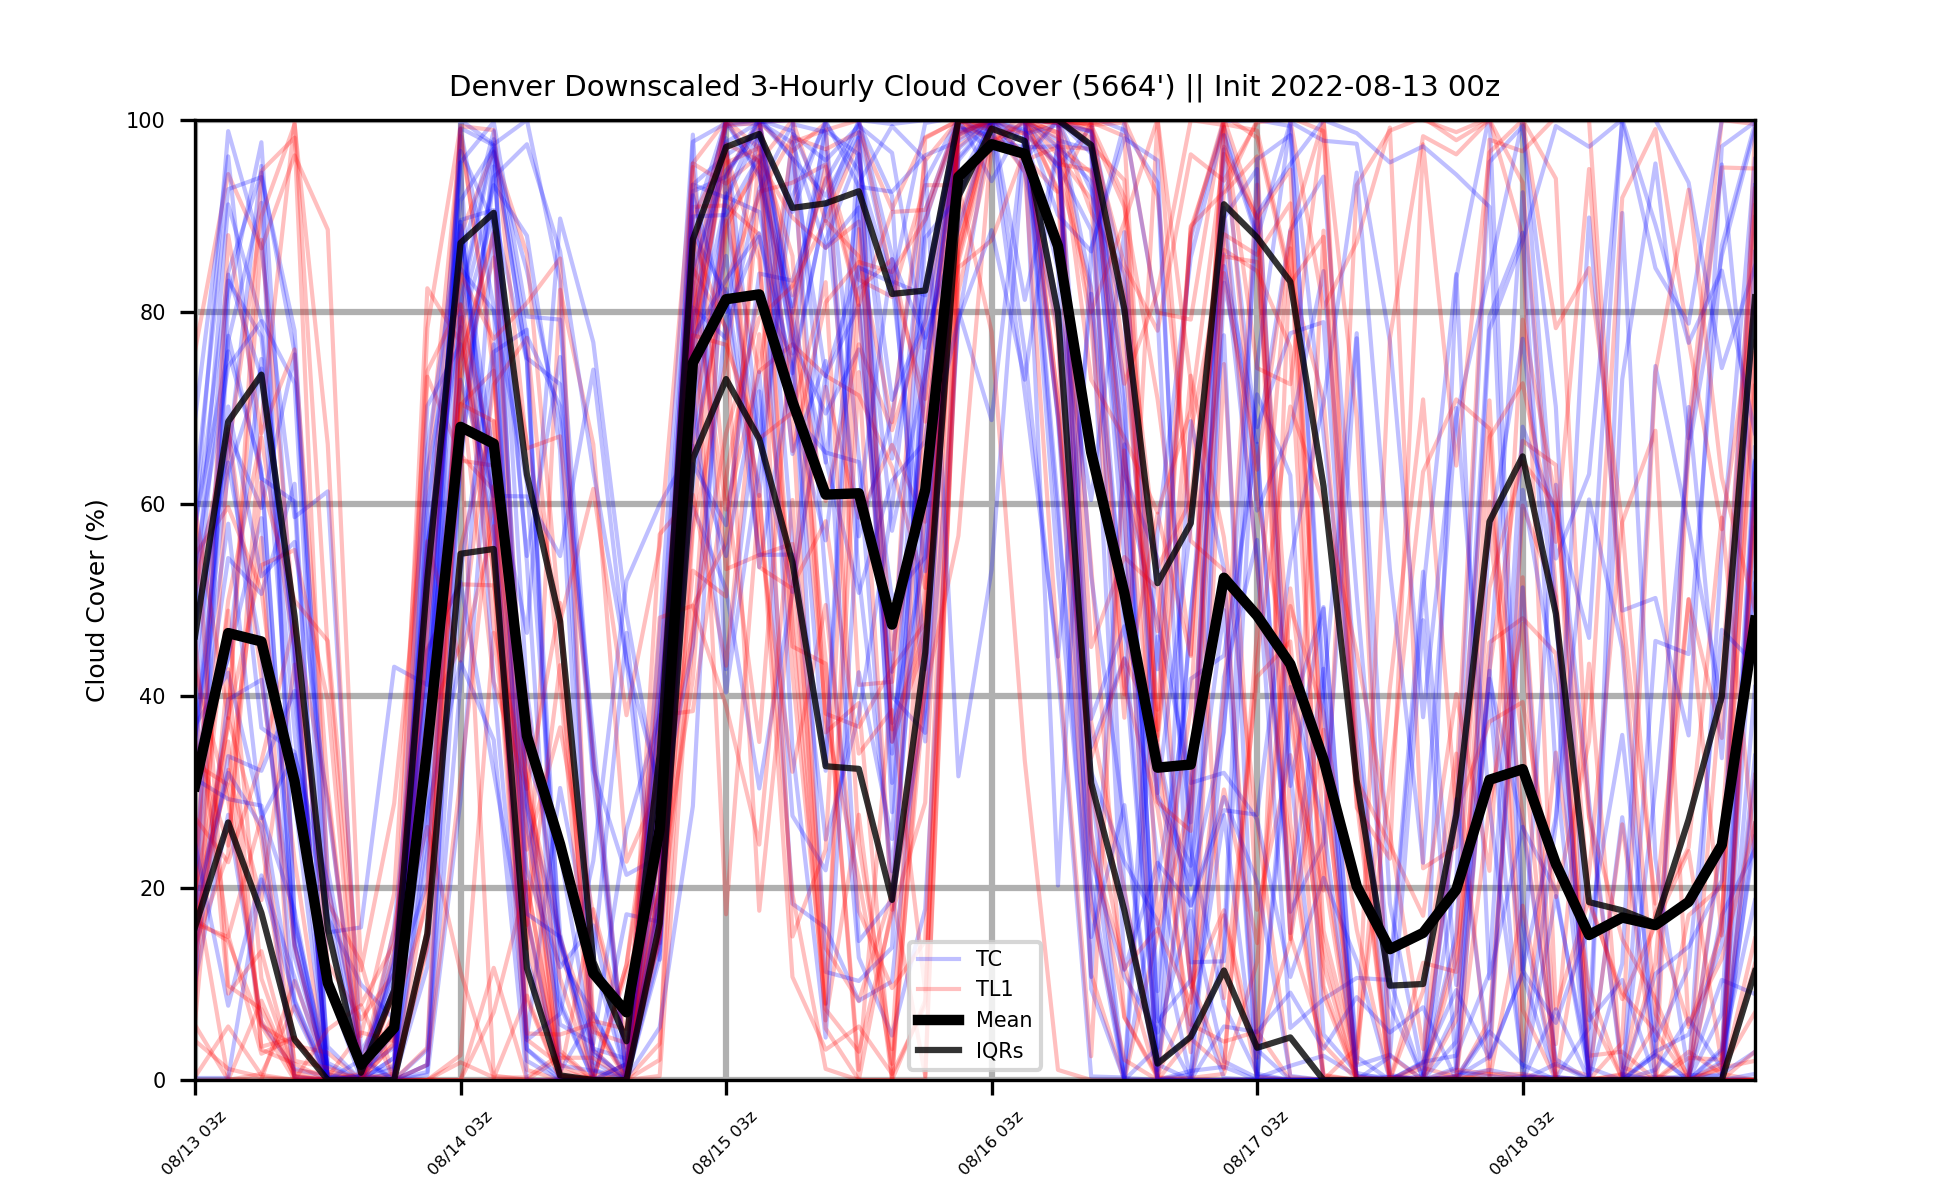 Denver Downscaled 3-Hourly Cloud Cover (5664') || Init 2022-08-13 00z
Cloud Cover (%)
100
80
60
40
20
0
TC
TL1
Mean
IQRs
08/13 03z
08/14 03z
08/15 03z
08/16 03z
08/17 03z
08/18 03z